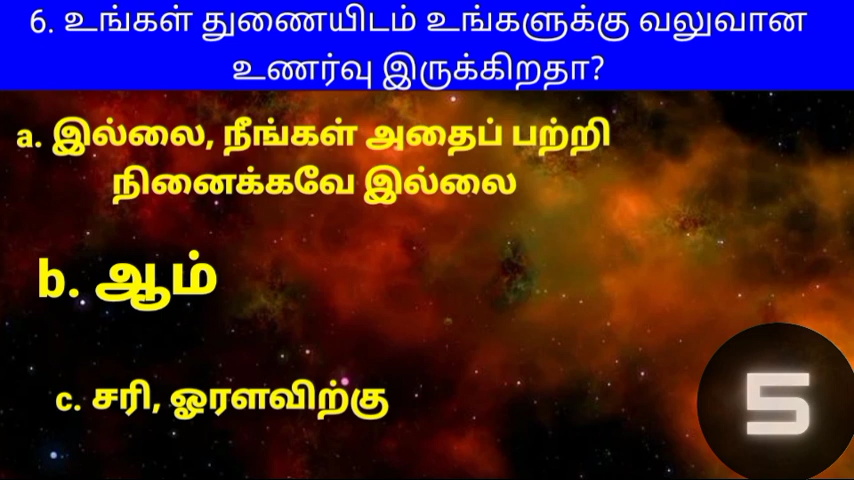 6. உங்கள் துணையிடம் உங்களுக்கு வலுவான
உணர்வு இருக்கிறதா?
a. இல்லை, நீங்கள் அதைப் பற்றி
நினைக்கவே இல்லை
b. ஆம்
c. சரி, ஓரளவிற்கு
5